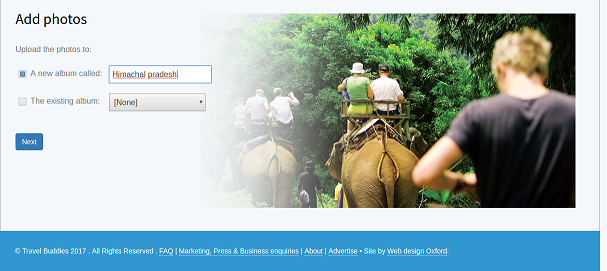 Add photos
Upload the photos to:
A new album called: Himachal pradesh
The existing album: [None]
Next
© Travel Buddies 2017 . All Rights Reserved . FAQ | Marketing, Press & Business enquiries | About | Advertise • Site by Web design Oxford.